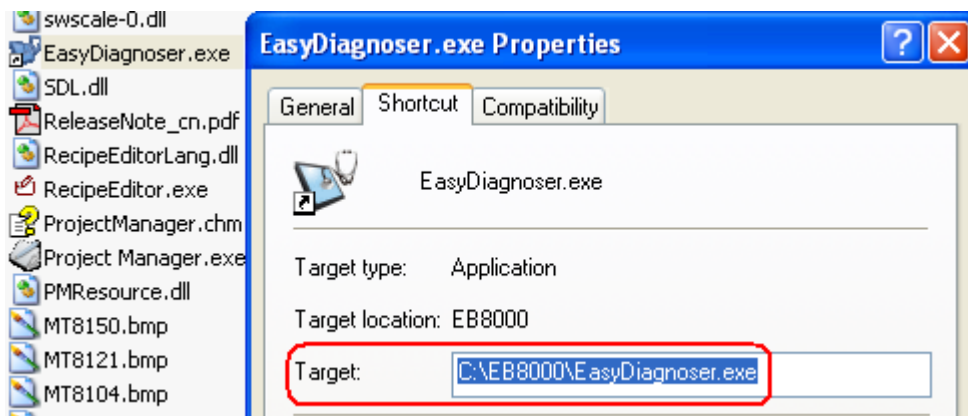 swscale-0.dll
EasyDiagnoser.exe
SDL.dll
ReleaseNote_cn.pdf
RecipeEditorLang.dll
RecipeEditor.exe
ProjectManager.chm
Project Manager.exe
PMResource.dll
MT8150.bmp
MT8121.bmp
MT8104.bmp
EasyDiagnoser.exe Properties
General Shortcut Compatibility
EasyDiagnoser.exe
Target type: Application
Target location: EB8000
Target: C:\EB8000\EasyDiagnoser.exe